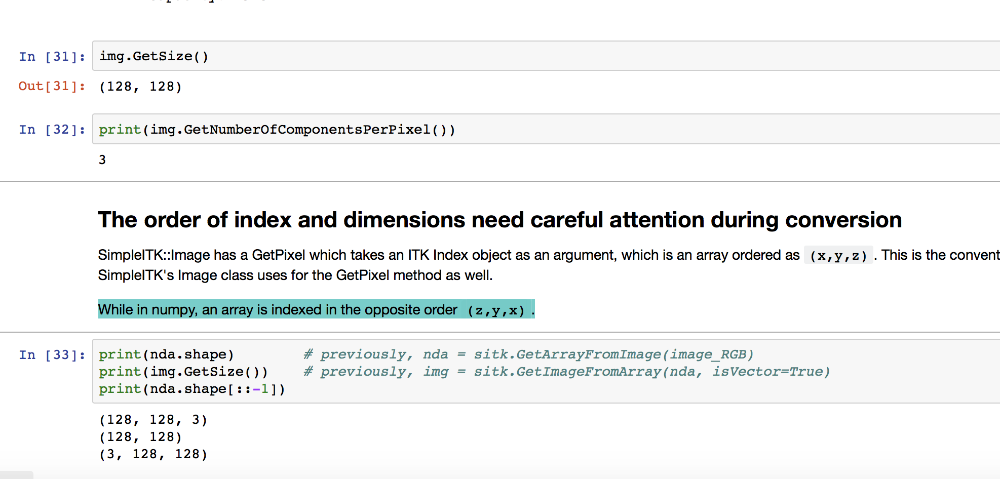 In [31]: img.GetSize()
Out[31]: (128, 128)
In [32]: print(img.GetNumberOfComponentsPerPixel())
3
The order of index and dimensions need careful attention during conversion
SimpleITK::Image has a GetPixel which takes an ITK Index object as an argument, which is an array ordered as (x,y,z). This is the convent
SimpleITK's Image class uses for the GetPixel method as well.
While in numpy, an array is indexed in the opposite order (z,y,x).
In [33]: print(nda.shape) # previously, nda = sitk.GetArrayFromImage(image_RGB)
print(img.GetSize()) # previously, img = sitk.GetImageFromArray(nda, isVector=True)
print(nda.shape[::-1])
(128, 128, 3)
(128, 128)
(3, 128, 128)